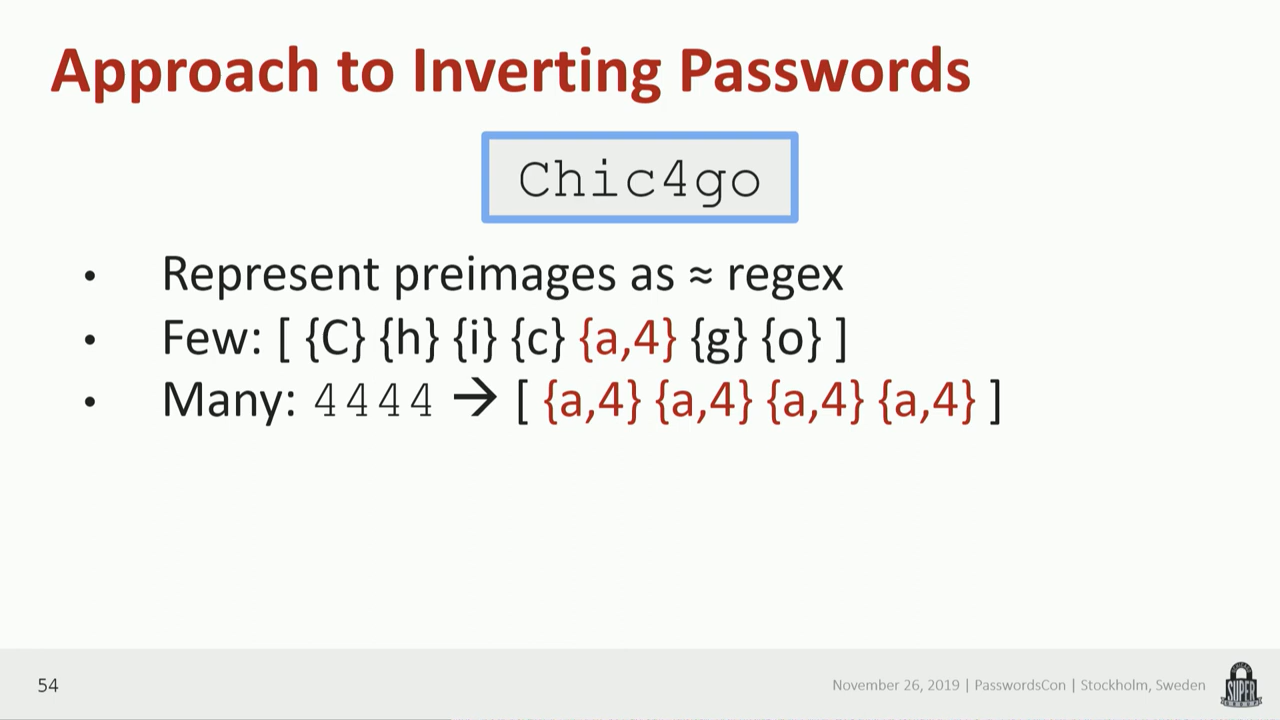 Approach to Inverting Passwords
Chic4go
• Represent preimages as ≈ regex
• Few: [ {C} {h} {i} {c} {a,4} {g} {o} ]
• Many: 4444 → [ {a,4} {a,4} {a,4} {a,4} ]
54
November 26, 2019 | PasswordsCon | Stockholm, Sweden
SUPER